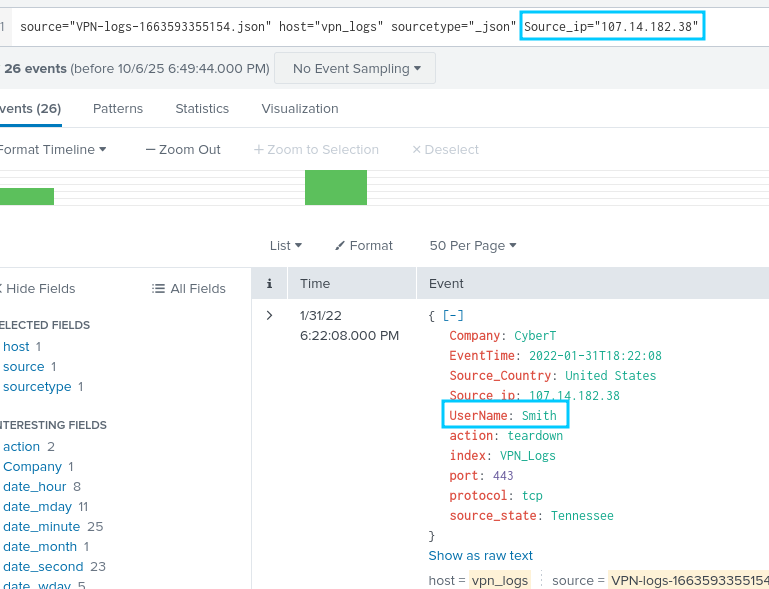 1 source="VPN-logs-1663593355154.json" host="vpn_logs" sourcetype="_json" Source_ip="107.14.182.38"
26 events (before 10/6/25 6:49:44.000 PM) No Event Sampling
vents (26) Patterns Statistics Visualization
Format Timeline — Zoom Out + Zoom to Selection × Deselect
List Format 50 Per Page
Hide Fields All Fields
i Time Event
ELECTED FIELDS
host 1
source 1
sourcetype 1
NTERESTING FIELDS
action 2
Company 1
date_hour 8
date_mday 11
date_minute 25
date_month 1
date_second 23
date_wday 5
> 1/31/22
6:22:08.000 PM
{ [-]
Company: CyberT
EventTime: 2022-01-31T18:22:08
Source_Country: United States
Source_ip: 107.14.182.38
UserName: Smith
action: teardown
index: VPN_Logs
port: 443
protocol: tcp
source_state: Tennessee
}
Show as raw text
host = vpn_logs source = VPN-logs-1663593355154